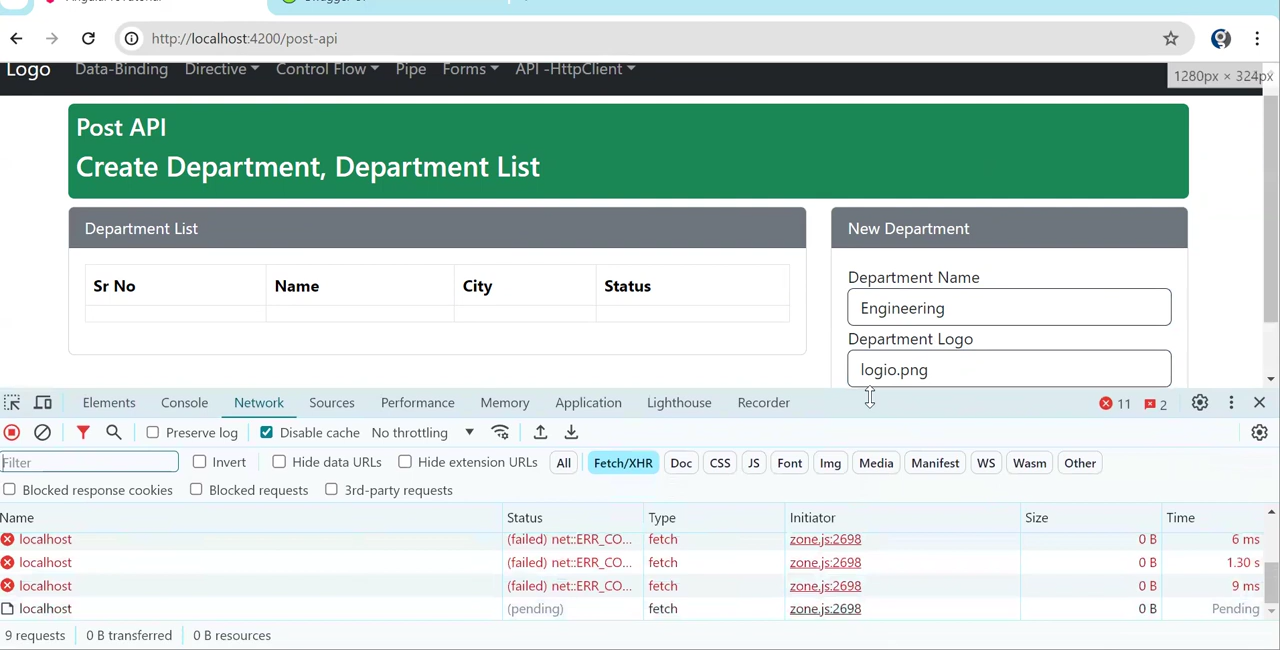 http://localhost:4200/post-api
Logo Data-Binding Directive Control Flow Pipe Forms API -HttpClient
1280px × 324px
Post API
Create Department, Department List
Department List
Sr No Name City Status
New Department
Department Name
Engineering
Department Logo
logio.png
Elements Console Network Sources Performance Memory Application Lighthouse Recorder 11 2
Preserve log Disable cache No throttling
Filter Invert Hide data URLs Hide extension URLs All Fetch/XHR Doc CSS JS Font Img Media Manifest WS Wasm Other
Blocked response cookies Blocked requests 3rd-party requests
Name Status Type Initiator Size Time
localhost (failed) net::ERR_CO... fetch zone.js:2698 0 B 6 ms
localhost (failed) net::ERR_CO... fetch zone.js:2698 0 B 1.30 s
localhost (failed) net::ERR_CO... fetch zone.js:2698 0 B 9 ms
localhost (pending) fetch zone.js:2698 0 B Pending
9 requests 0 B transferred 0 B resources